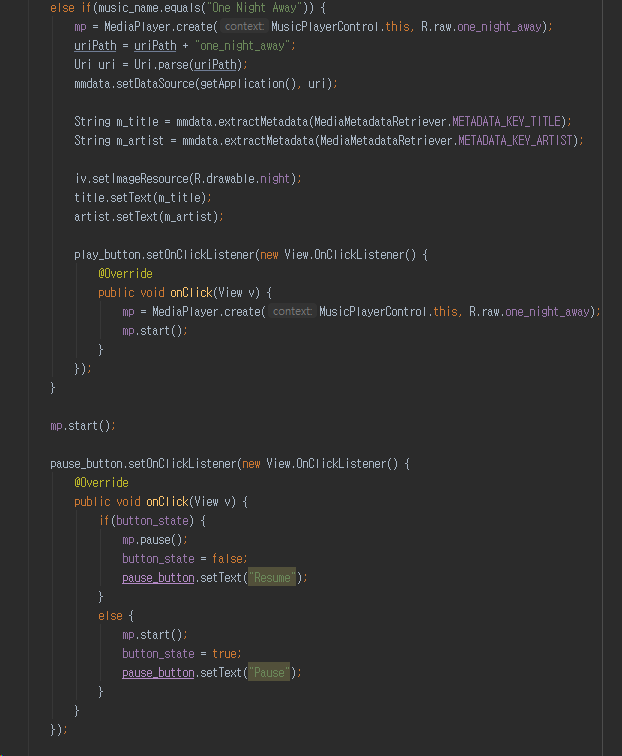 else if(music_name.equals("One Night Away")) {
mp = MediaPlayer.create( context: MusicPlayerControl.this, R.raw.one_night_away);
uriPath = uriPath + "one_night_away";
Uri uri = Uri.parse(uriPath);
mmdata.setDataSource(getApplication(), uri);
String m_title = mmdata.extractMetadata(MediaMetadataRetriever.METADATA_KEY_TITLE);
String m_artist = mmdata.extractMetadata(MediaMetadataRetriever.METADATA_KEY_ARTIST);
iv.setImageResource(R.drawable.night);
title.setText(m_title);
artist.setText(m_artist);
play_button.setOnClickListener(new View.OnClickListener() {
@Override
public void onClick(View v) {
mp = MediaPlayer.create( context: MusicPlayerControl.this, R.raw.one_night_away);
mp.start();
}
});
}
mp.start();
pause_button.setOnClickListener(new View.OnClickListener() {
@Override
public void onClick(View v) {
if(button_state) {
mp.pause();
button_state = false;
pause_button.setText("Resume");
}
else {
mp.start();
button_state = true;
pause_button.setText("Pause");
}
}
});